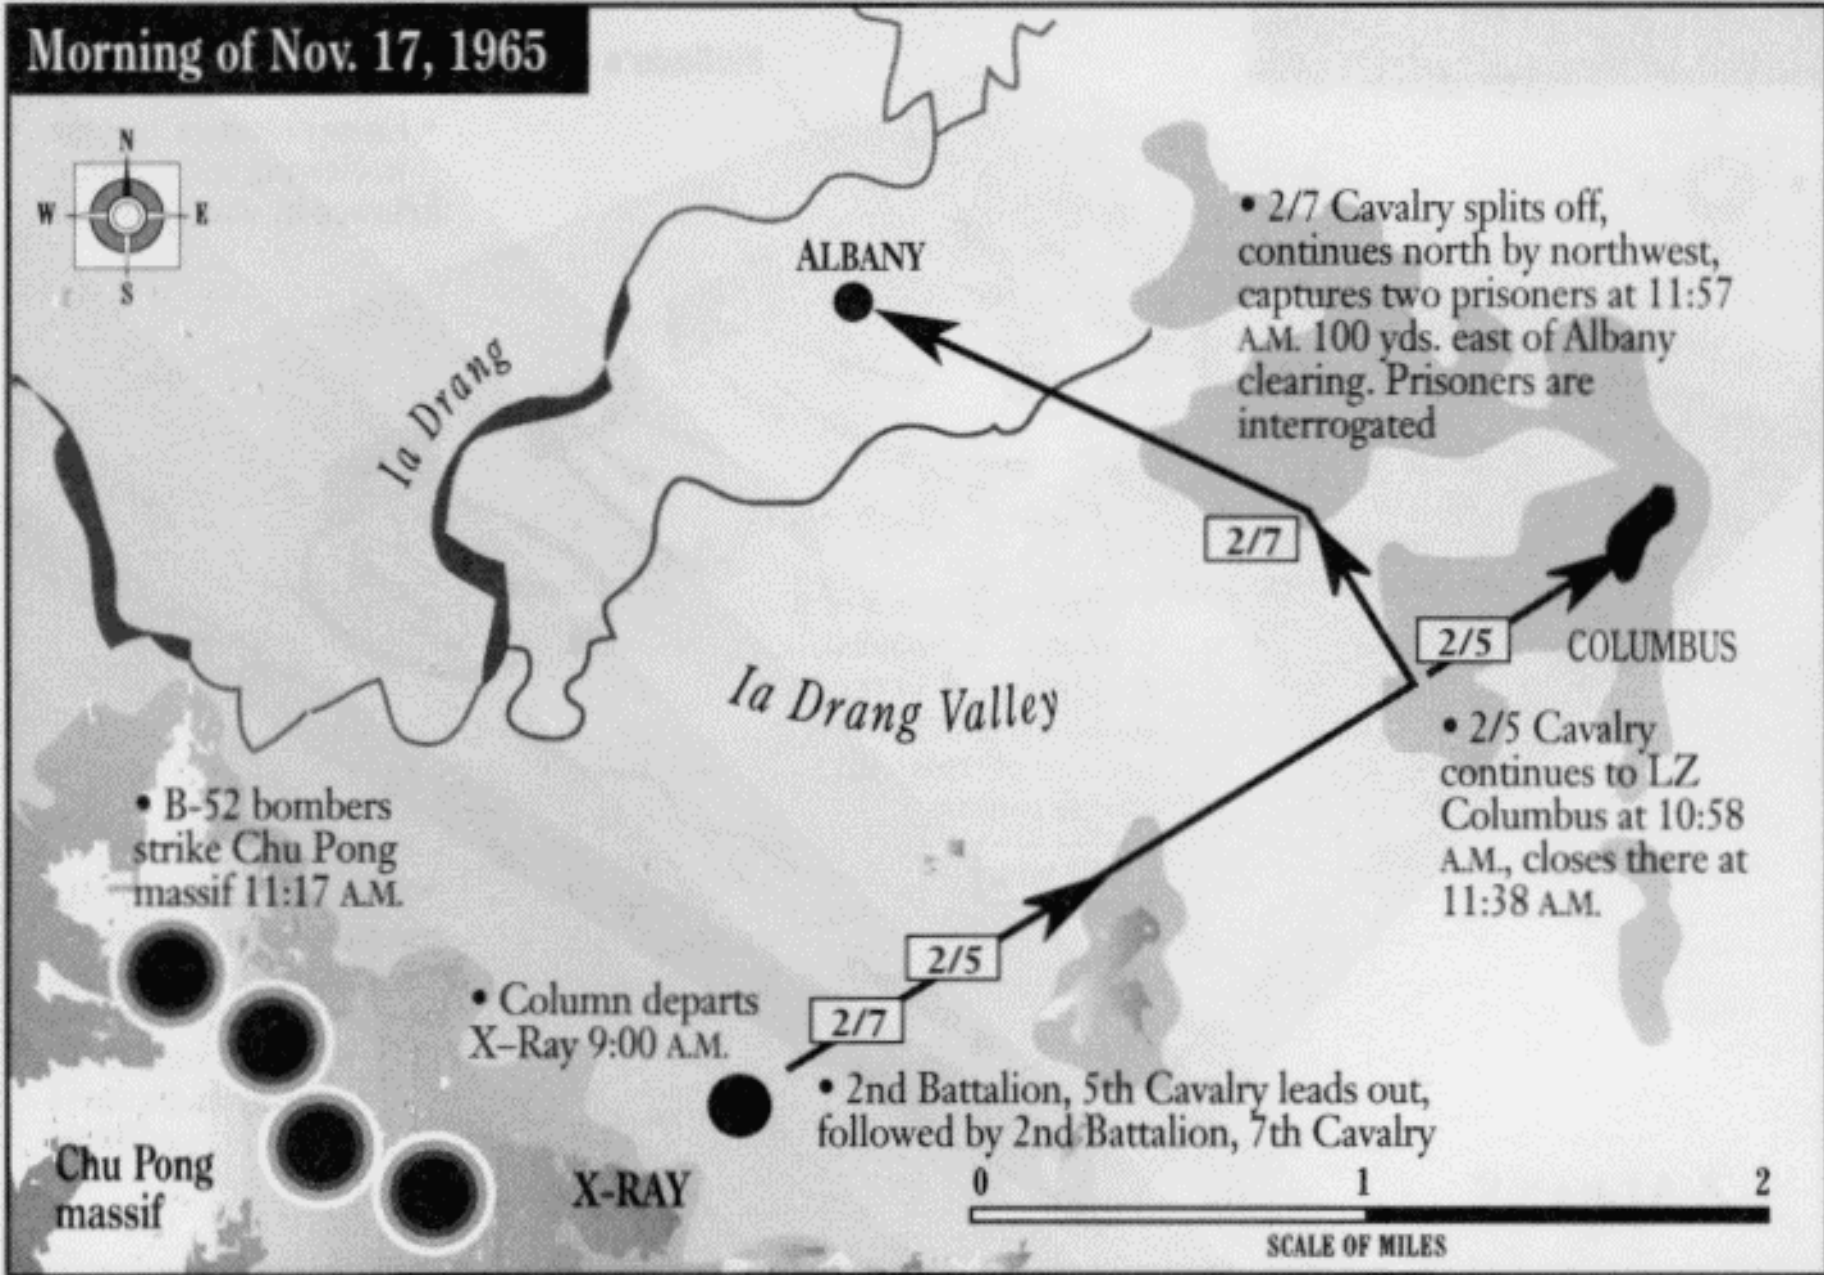 Morning of Nov. 17, 1965
N
W
E
S
ALBANY
• 2/7 Cavalry splits off,
continues north by northwest,
captures two prisoners at 11:57
A.M. 100 yds. east of Albany
clearing. Prisoners are
interrogated
Ia Drang
2/7
2/5
COLUMBUS
Ia Drang Valley
• 2/5 Cavalry
continues to LZ
Columbus at 10:58
A.M., closes there at
11:38 A.M.
• B-52 bombers
strike Chu Pong
massif 11:17 A.M.
2/5
2/7
• Column departs
X–Ray 9:00 A.M.
• 2nd Battalion, 5th Cavalry leads out,
followed by 2nd Battalion, 7th Cavalry
Chu Pong
massif
X-RAY
0
1
2
SCALE OF MILES